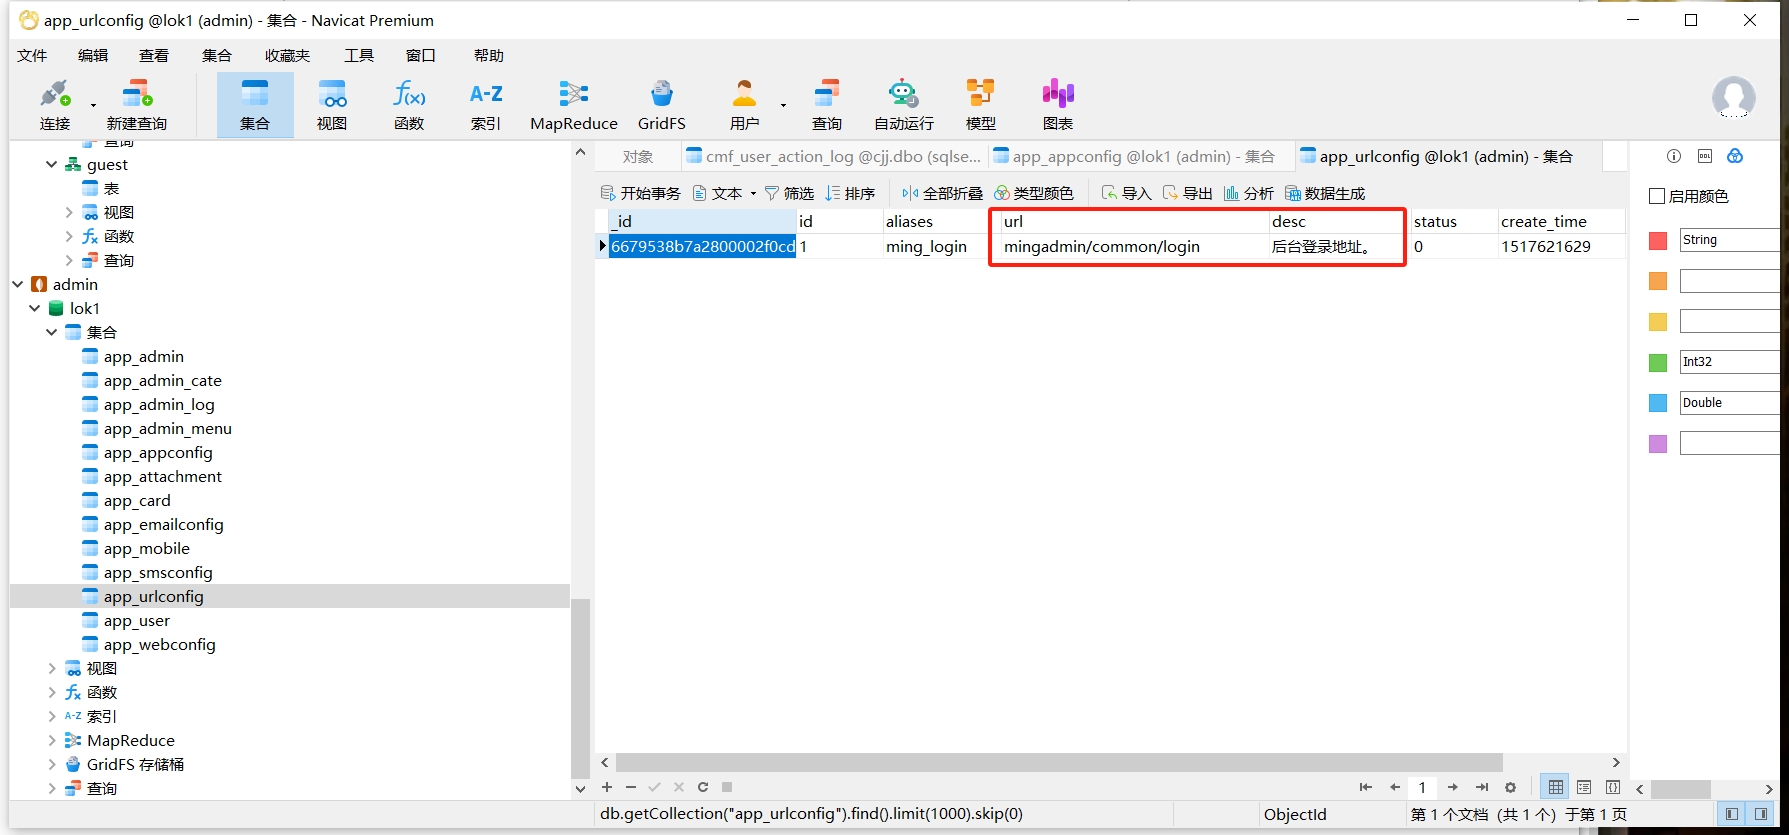 app_urlconfig @lok1 (admin) - 集合 - Navicat Premium
文件 编辑 查看 集合 收藏夹 工具 窗口 帮助
连接 新建查询 集合 视图 函数 索引 MapReduce GridFS 用户 查询 自动运行 模型 图表
查询
guest
表
视图
函数
查询
admin
lok1
集合
app_admin
app_admin_cate
app_admin_log
app_admin_menu
app_appconfig
app_attachment
app_card
app_emailconfig
app_mobile
app_smsconfig
app_urlconfig
app_user
app_webconfig
视图
函数
索引
MapReduce
GridFS 存储桶
查询
对象 cmf_user_action_log @cjj.dbo (sqlse... app_appconfig @lok1 (admin) - 集合 app_urlconfig @lok1 (admin) - 集合
开始事务 文本 筛选 排序 全部折叠 类型颜色 导入 导出 分析 数据生成
_id id aliases url desc status create_time
6679538b7a2800002f0cd 1 ming_login mingadmin/common/login 后台登录地址。 0 1517621629
启用颜色
String
Int32
Double
1
db.getCollection("app_urlconfig").find().limit(1000).skip(0) ObjectId 第 1 个文档 (共 1 个) 于第 1 页